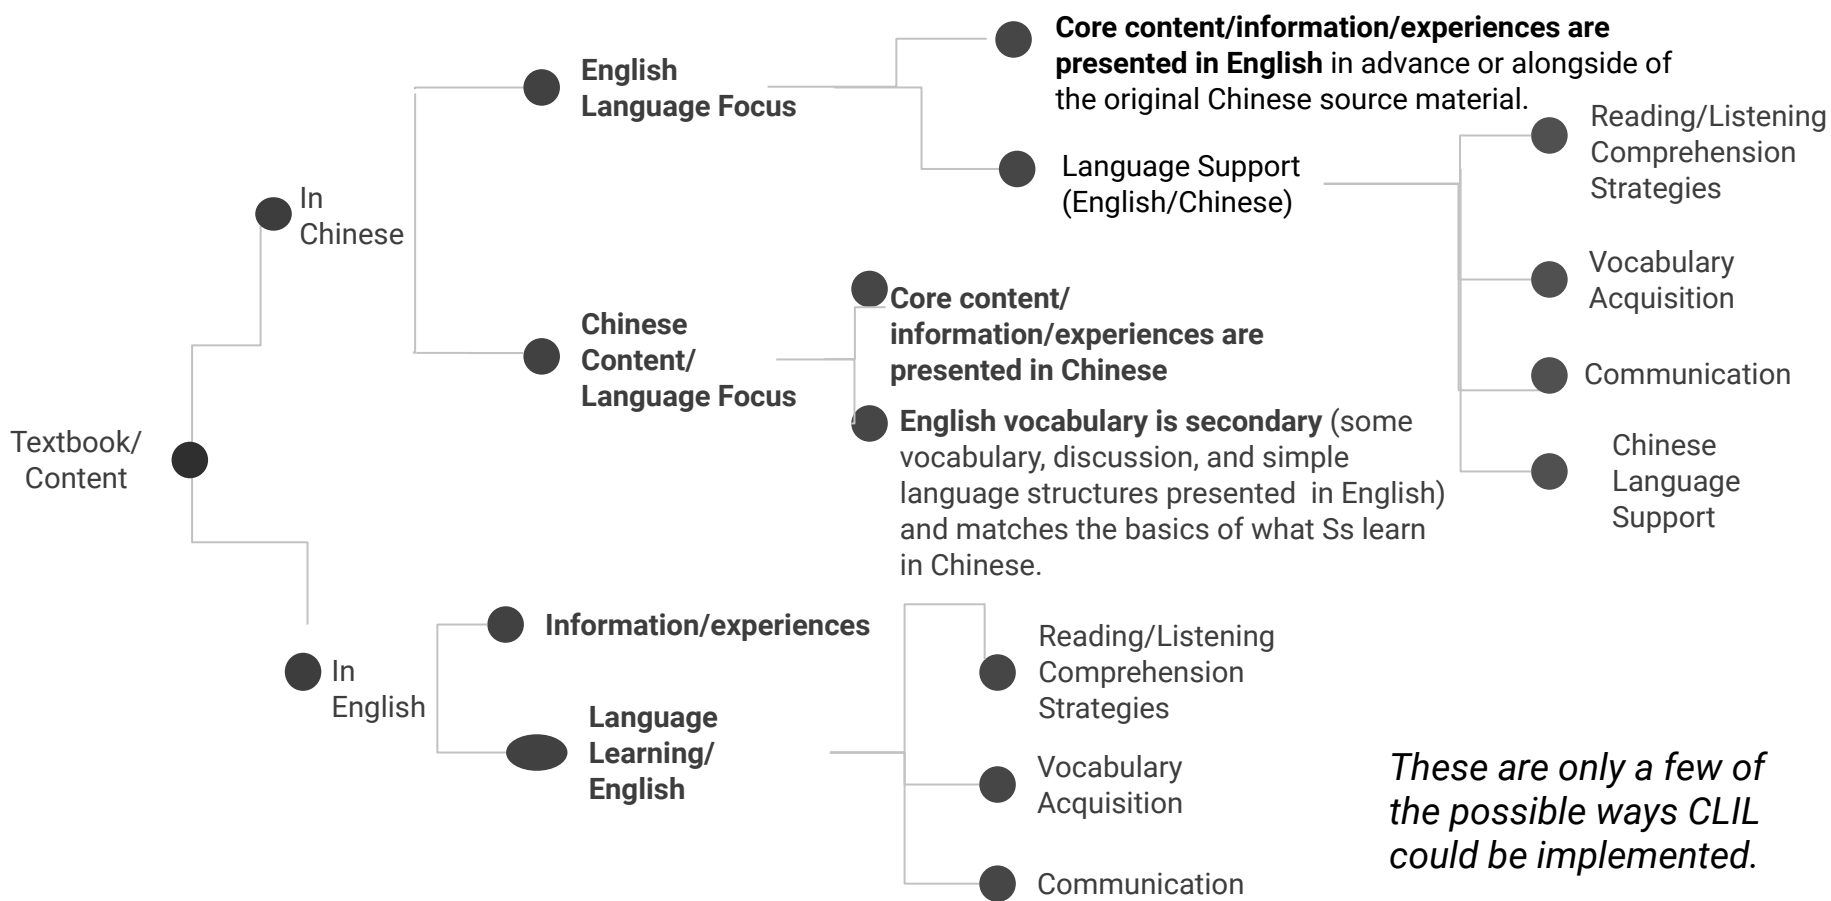 Textbook/
Content
In
Chinese
English
Language Focus
Core content/information/experiences are
presented in English in advance or alongside of
the original Chinese source material.
Language Support
(English/Chinese)
Reading/Listening
Comprehension
Strategies
Vocabulary
Acquisition
Communication
Chinese
Language
Support
Chinese
Content/
Language Focus
Core content/
information/experiences are
presented in Chinese
English vocabulary is secondary (some
vocabulary, discussion, and simple
language structures presented in English)
and matches the basics of what Ss learn
in Chinese.
In
English
Information/experiences
Language
Learning/
English
Reading/Listening
Comprehension
Strategies
Vocabulary
Acquisition
Communication
These are only a few of
the possible ways CLIL
could be implemented.